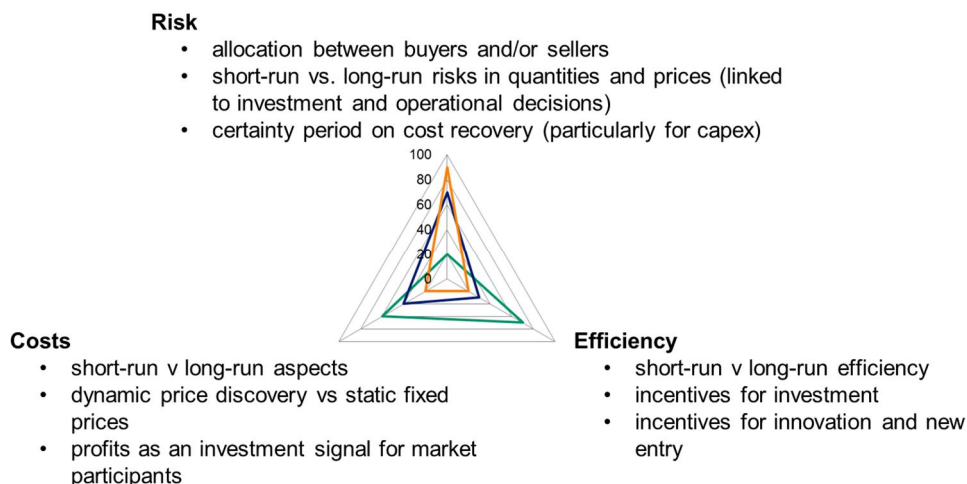 Risk
• allocation between buyers and/or sellers
• short-run vs. long-run risks in quantities and prices (linked
to investment and operational decisions)
• certainty period on cost recovery (particularly for capex)
100
80
60
40
20
0
Costs
• short-run v long-run aspects
• dynamic price discovery vs static fixed
prices
• profits as an investment signal for market
participants
Efficiency
• short-run v long-run efficiency
• incentives for investment
• incentives for innovation and new
entry